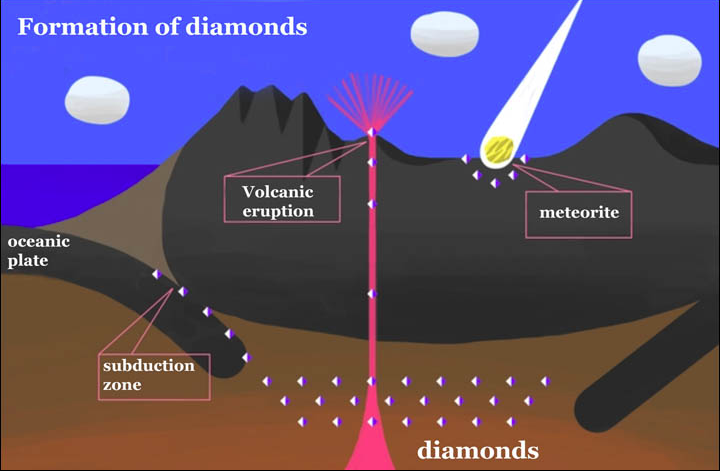 Formation of diamonds
Volcanic
eruption
meteorite
oceanic
plate
subduction
zone
diamonds